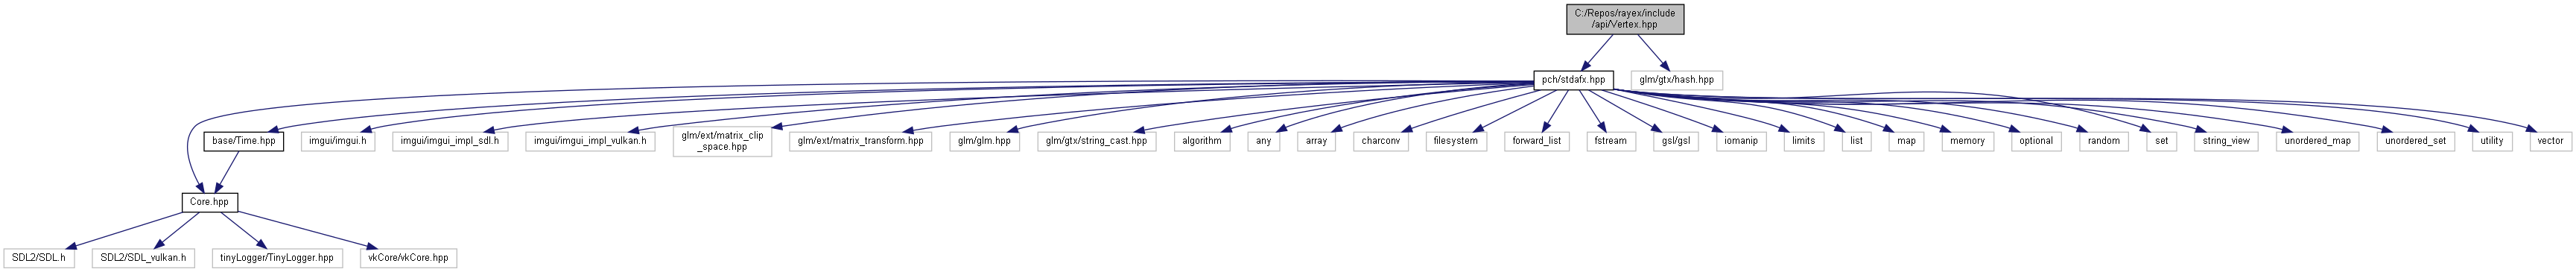 C:/Repos/rayex/include
/api/Vertex.hpp
pch/stdafx.hpp
glm/gtx/hash.hpp
base/Time.hpp
imgui/imgui.h
imgui/imgui_impl_sdl.h
imgui/imgui_impl_vulkan.h
glm/ext/matrix_clip
_space.hpp
glm/ext/matrix_transform.hpp
glm/glm.hpp
glm/gtx/string_cast.hpp
algorithm
any
array
charconv
filesystem
forward_list
fstream
gsl/gsl
iomanip
limits
list
map
memory
optional
random
set
string_view
unordered_map
unordered_set
utility
vector
Core.hpp
SDL2/SDL.h
SDL2/SDL_vulkan.h
tinyLogger/TinyLogger.hpp
vkCore/vkCore.hpp